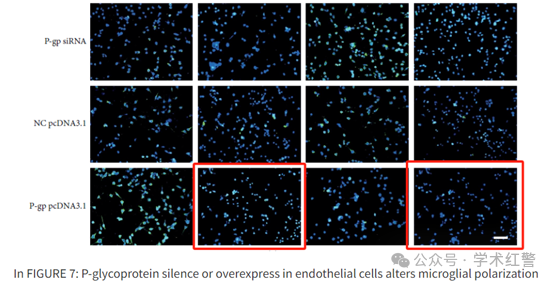 P-gp siRNA
NC pcDNA3.1
P-gp pcDNA3.1
公众号 · 学术红警
In FIGURE 7: P-glycoprotein silence or overexpress in endothelial cells alters microglial polarization